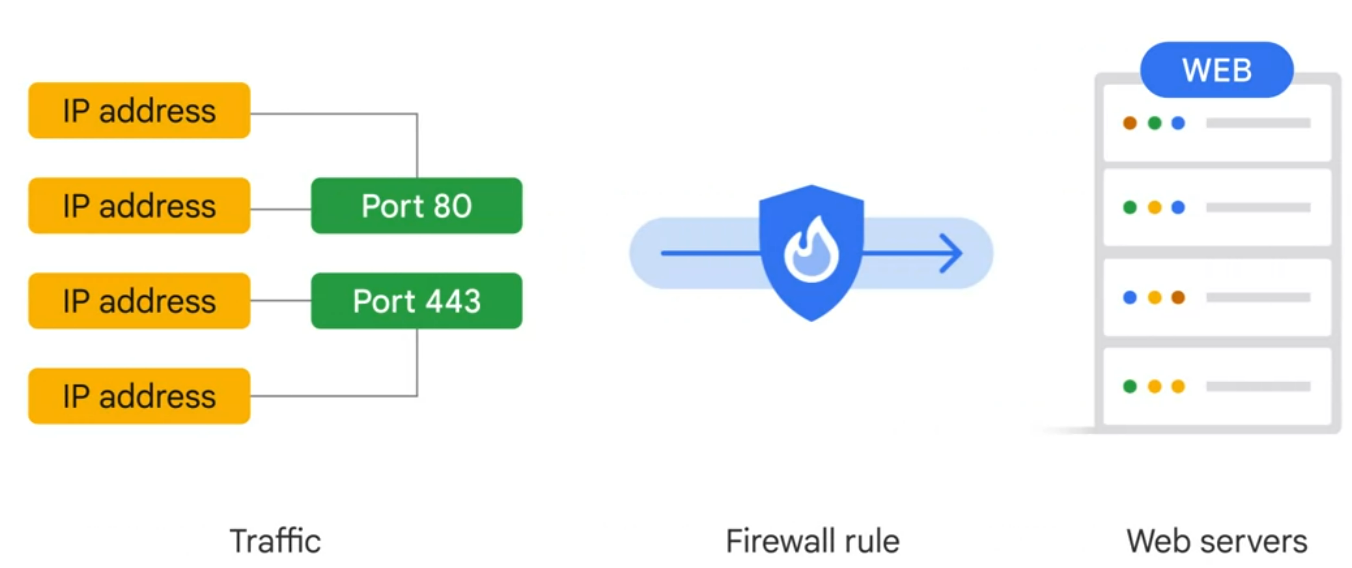 WEB
IP address
IP address
Port 80
IP address
Port 443
IP address
Traffic
Firewall rule
Web servers